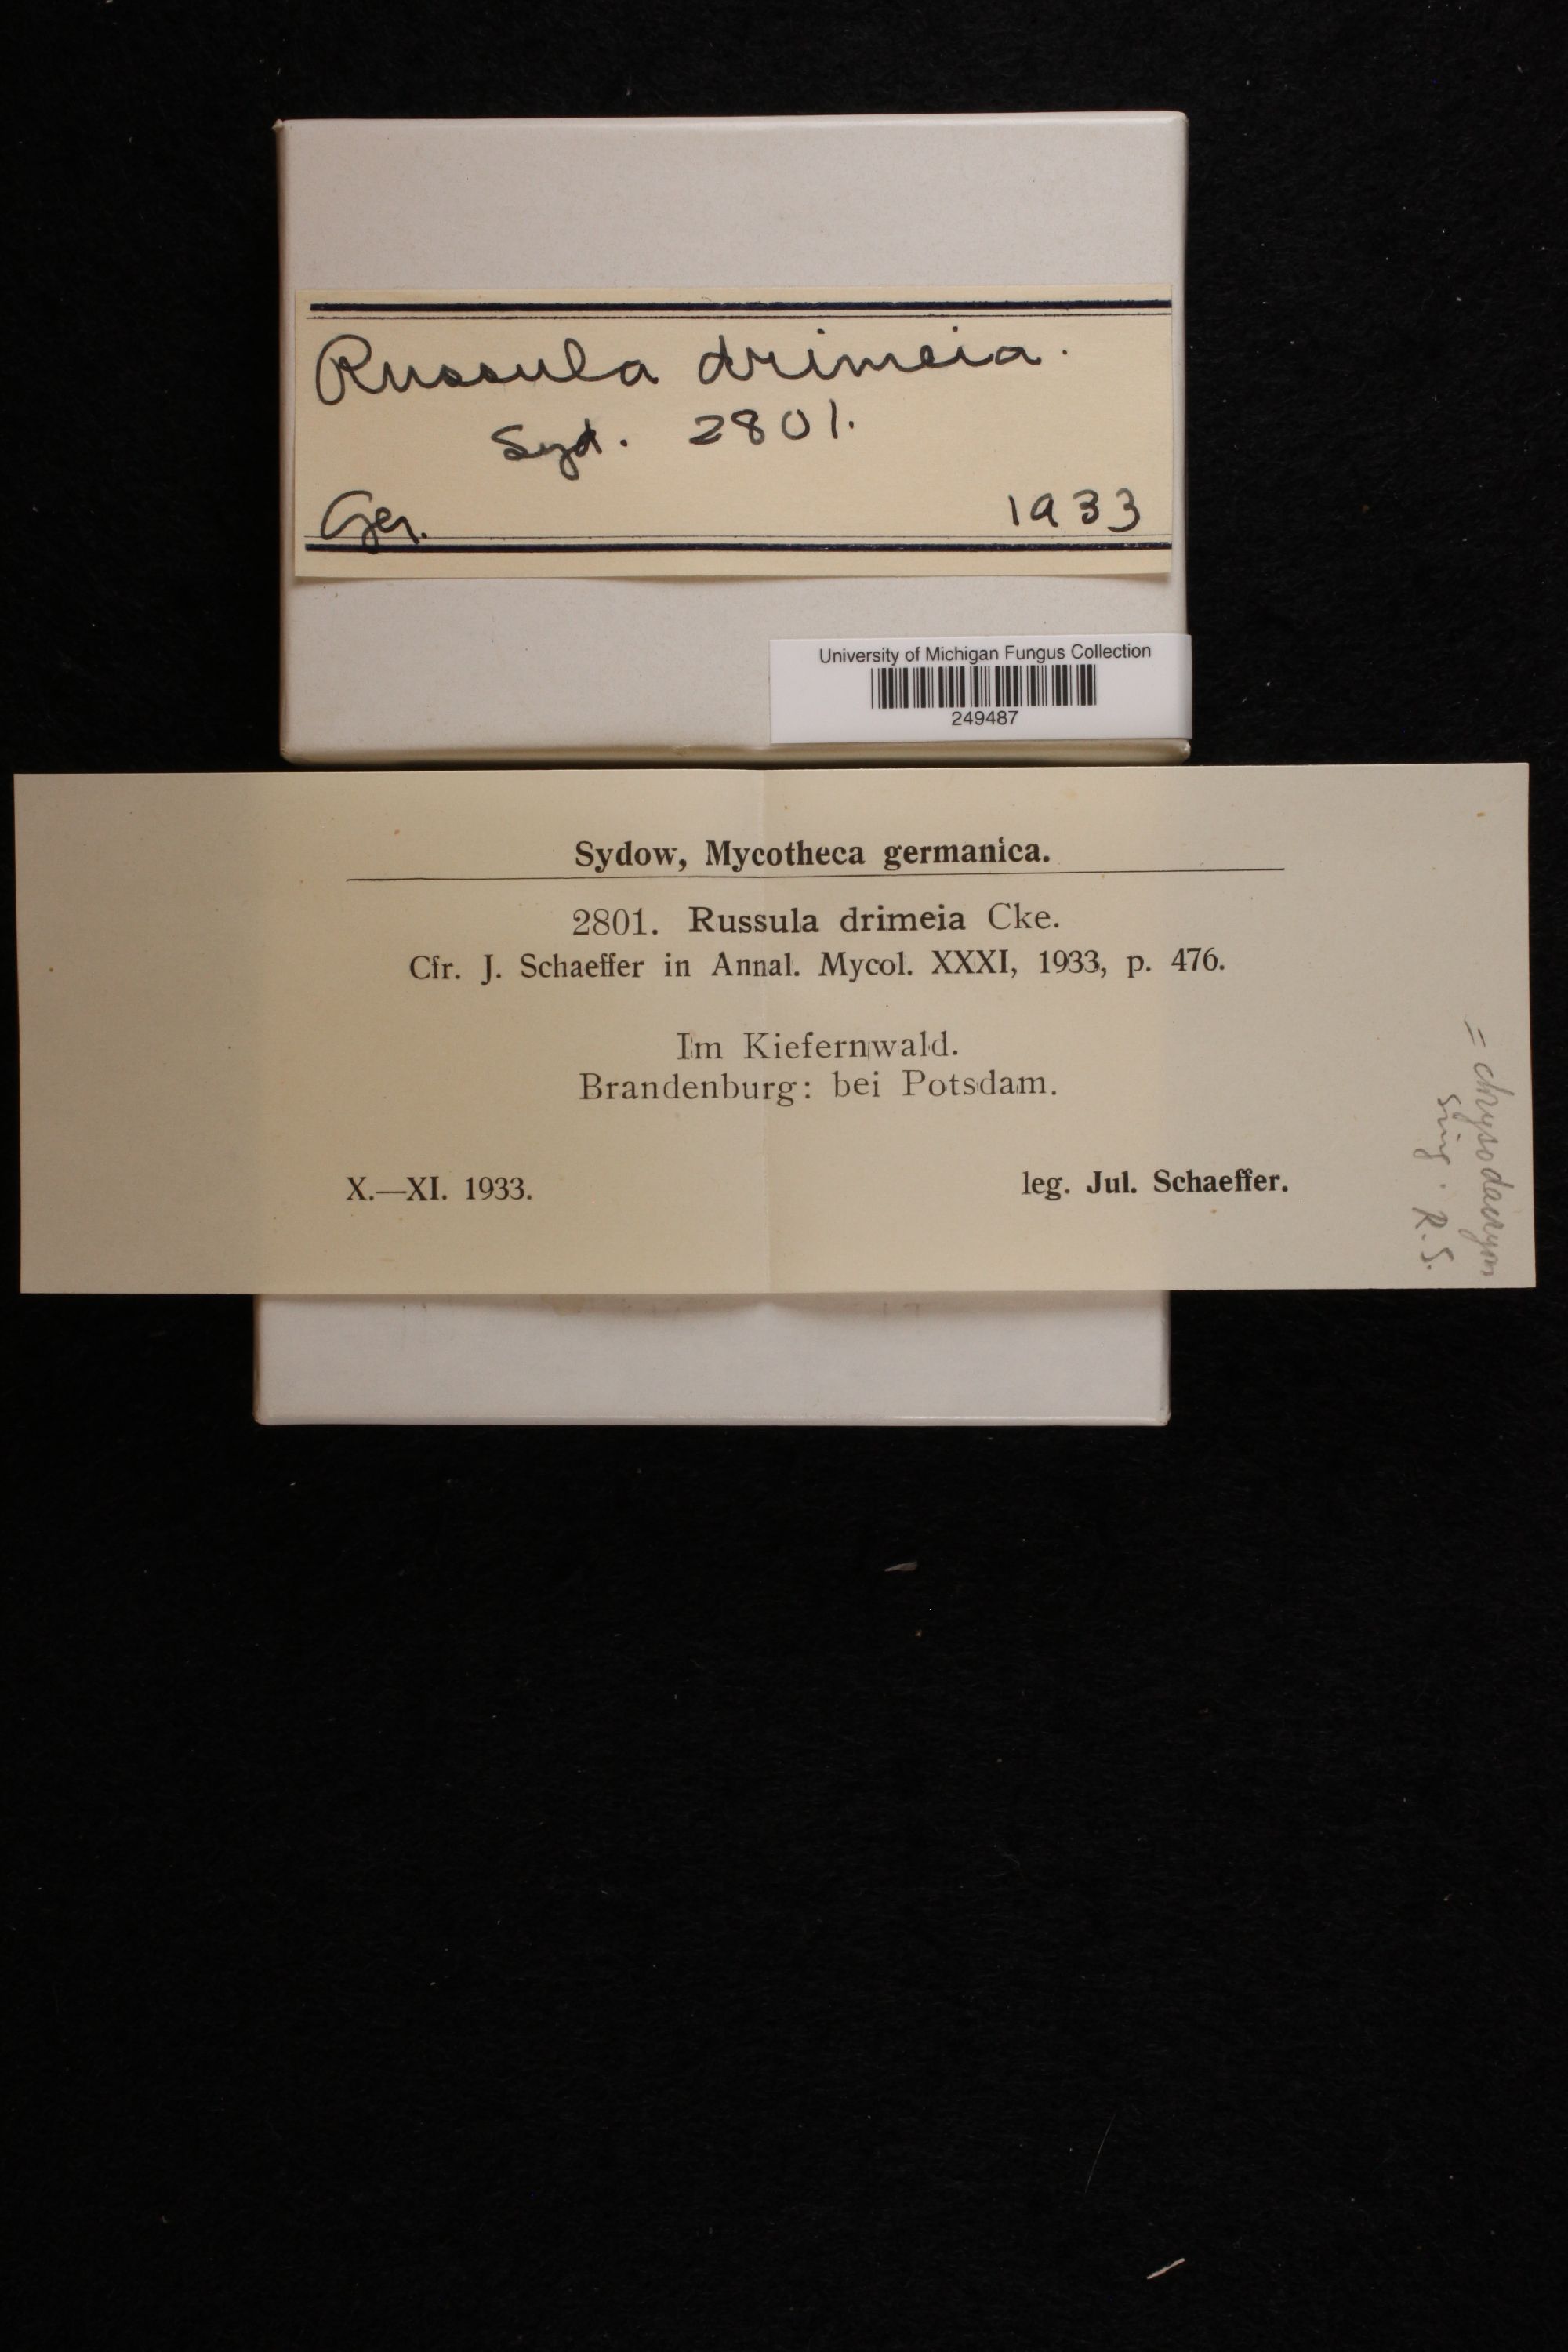 Russula drimeia.
Syd. 2801.
Ger. 1933
University of Michigan Fungus Collection
249487
Sydow, Mycotheca germanica.
2801. Russula drimeia Cke.
Cfr. J. Schaeffer in Annal. Mycol. XXXI, 1933, p. 476.
Im Kiefernwald.
Brandenburg: bei Potsdam.
X.—XI. 1933. leg. Jul. Schaeffer.
=
Sing. R. S.